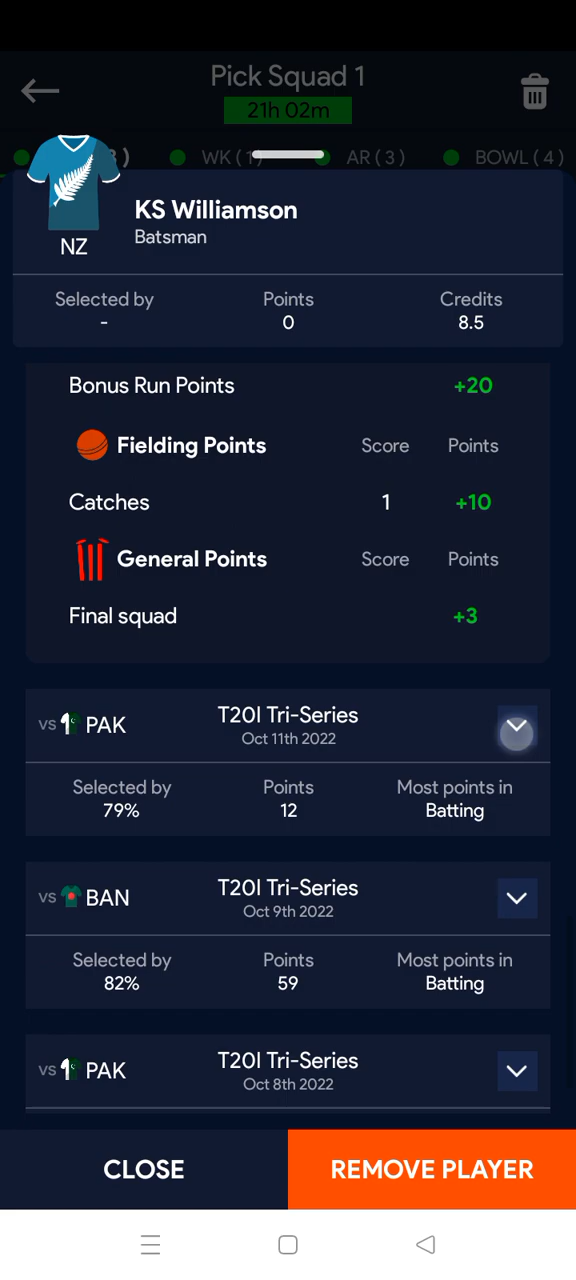 Pick Squad 1
21h 02m
WK ( 1
AR ( 3 )
BOWL ( 4 )
KS Williamson
Batsman
NZ
Selected by Points Credits
- 0 8.5
Bonus Run Points +20
Fielding Points Score Points
Catches 1 +10
General Points Score Points
Final squad +3
vs PAK T20I Tri-Series
Oct 11th 2022
Selected by Points Most points in
79% 12 Batting
vs BAN T20I Tri-Series
Oct 9th 2022
Selected by Points Most points in
82% 59 Batting
vs PAK T20I Tri-Series
Oct 8th 2022
CLOSE REMOVE PLAYER